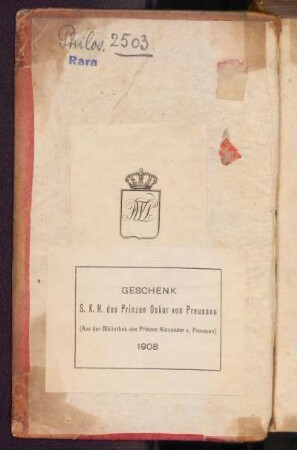 Philos. 2503
Rara
GESCHENK
S. K. H. des Prinzen Oskar von Preussen
(Aus der Bibliothek des Prinzen Alexander v. Preussen)
1908